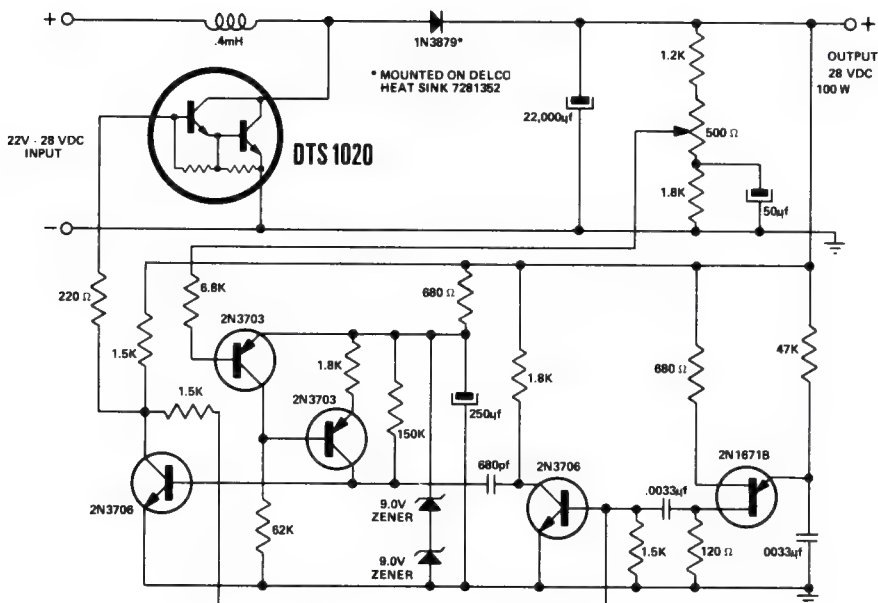 +
.4mH
1N3879*
+
OUTPUT
28 VDC
100 W
* MOUNTED ON DELCO
HEAT SINK 7281352
1.2K
22,000µf
500 Ω
22V - 28 VDC
INPUT
DTS 1020
1.8K
50µf
−
220 Ω
6.8K
680 Ω
2N3703
1.5K
1.8K
680 Ω
47K
1.5K
2N3703
1.8K
150K
250µf
2N1671B
680pf
2N3706
.0033µf
2N3706
62K
9.0V
ZENER
9.0V
ZENER
1.5K
120 Ω
.0033µf